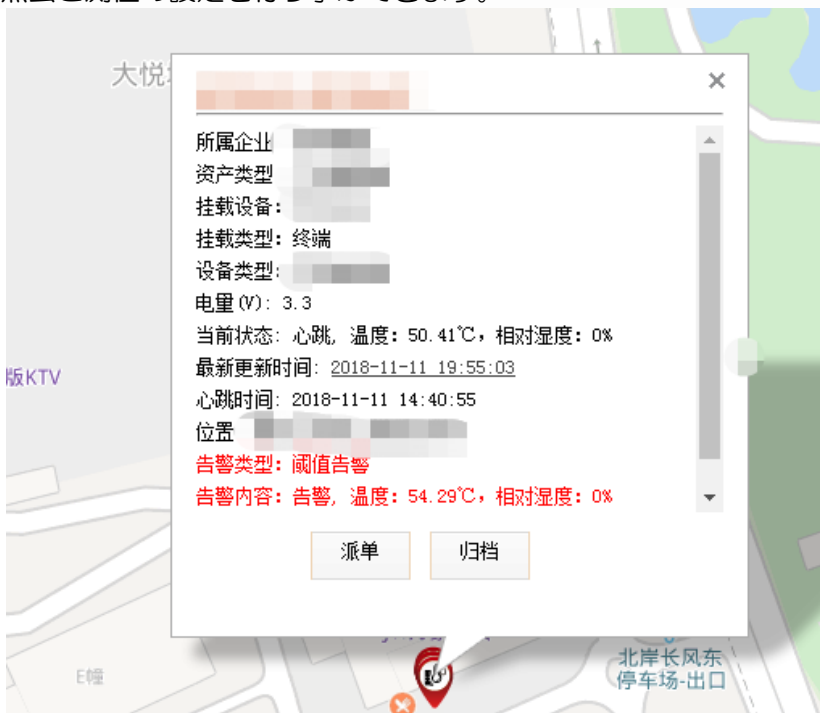 大悦
×
所属企业
资产类型
挂载设备:
挂载类型: 终端
设备类型:
电量(V): 3.3
当前状态: 心跳, 温度: 50.41℃, 相对湿度: 0%
最新更新时间: 2018-11-11 19:55:03
版KTV
心跳时间: 2018-11-11 14:40:55
位置
告警类型: 阈值告警
告警内容: 告警, 温度: 54.29℃, 相对湿度: 0%
派单 归档
E幢
北岸长风东
停车场-出口